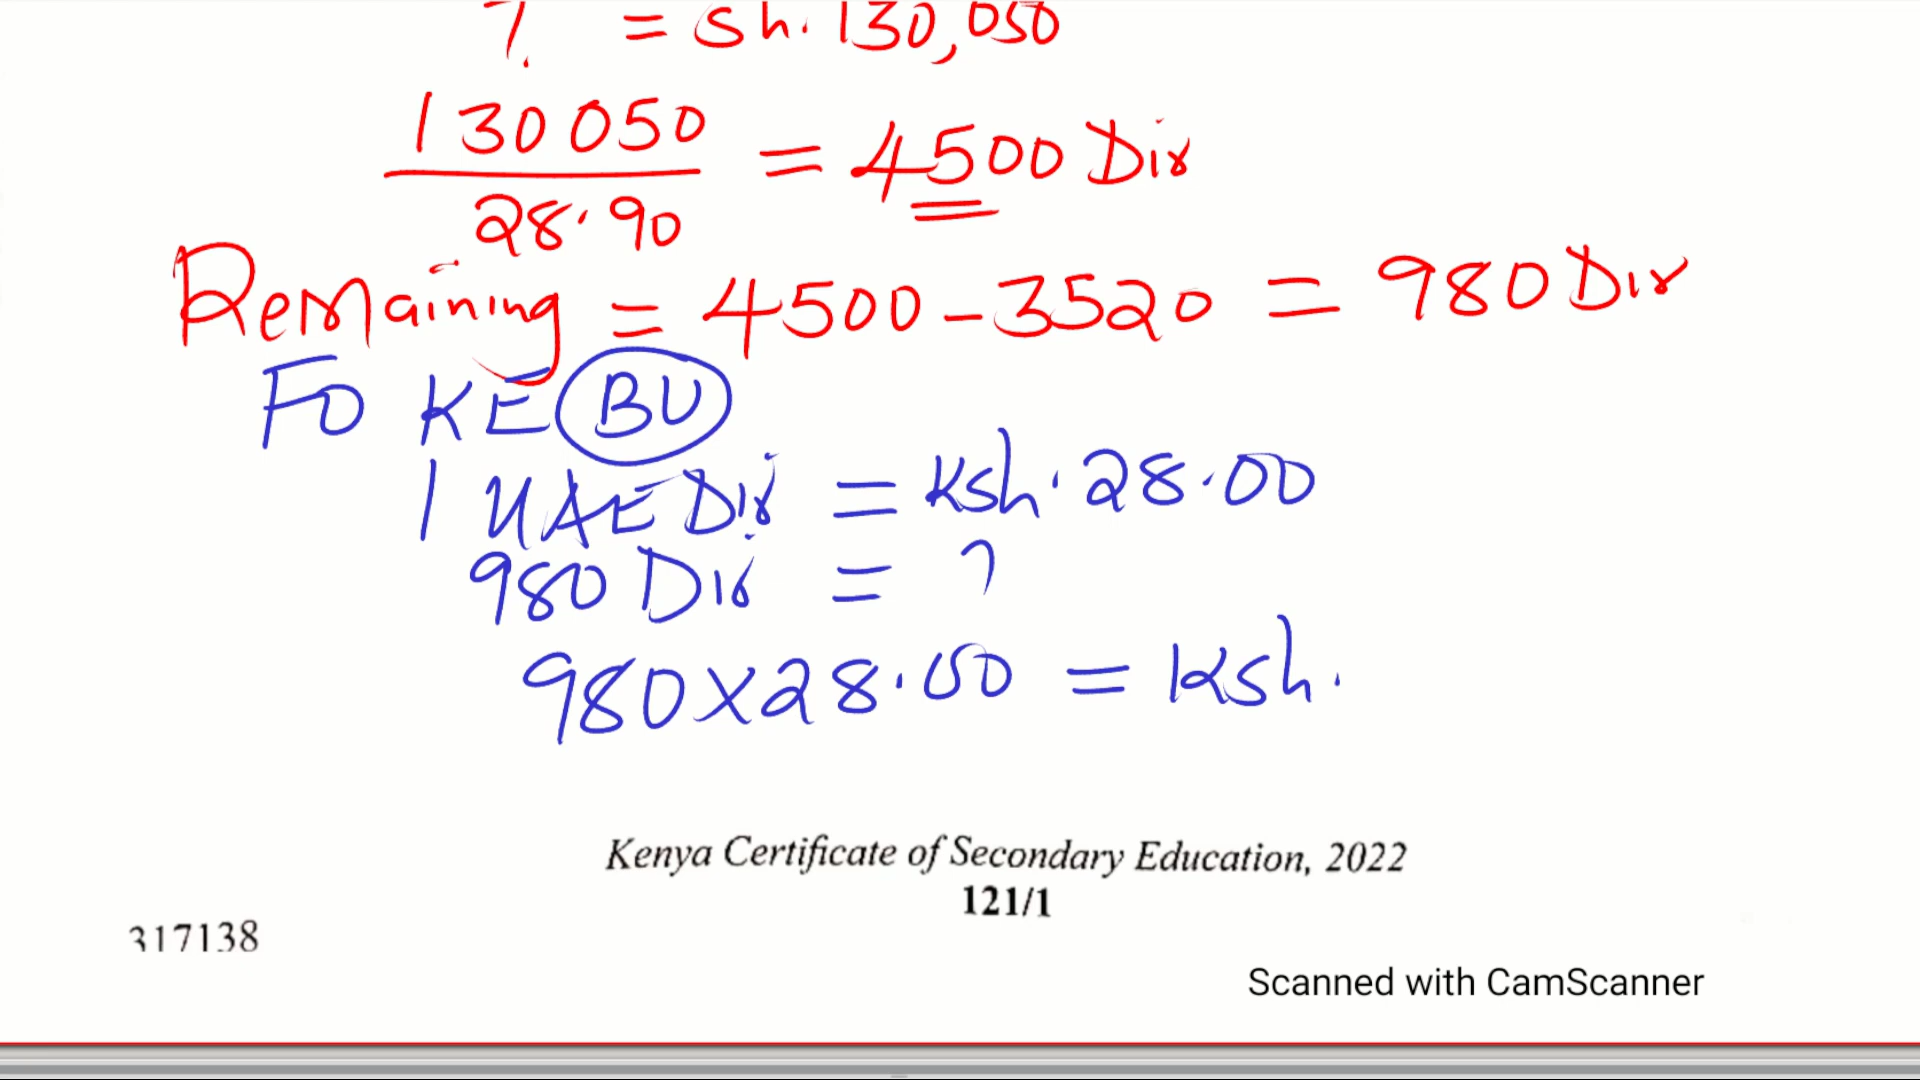 ? = Sh. 130,050
130050
= 4500 Dir
28.90
Remaining = 4500 - 3520 = 980 Dir
FO KE BU
1 UAE Dir = Ksh. 28.00
980 Dir = ?
980 X 28.00 = Ksh.
Kenya Certificate of Secondary Education, 2022
121/1
317138
Scanned with CamScanner